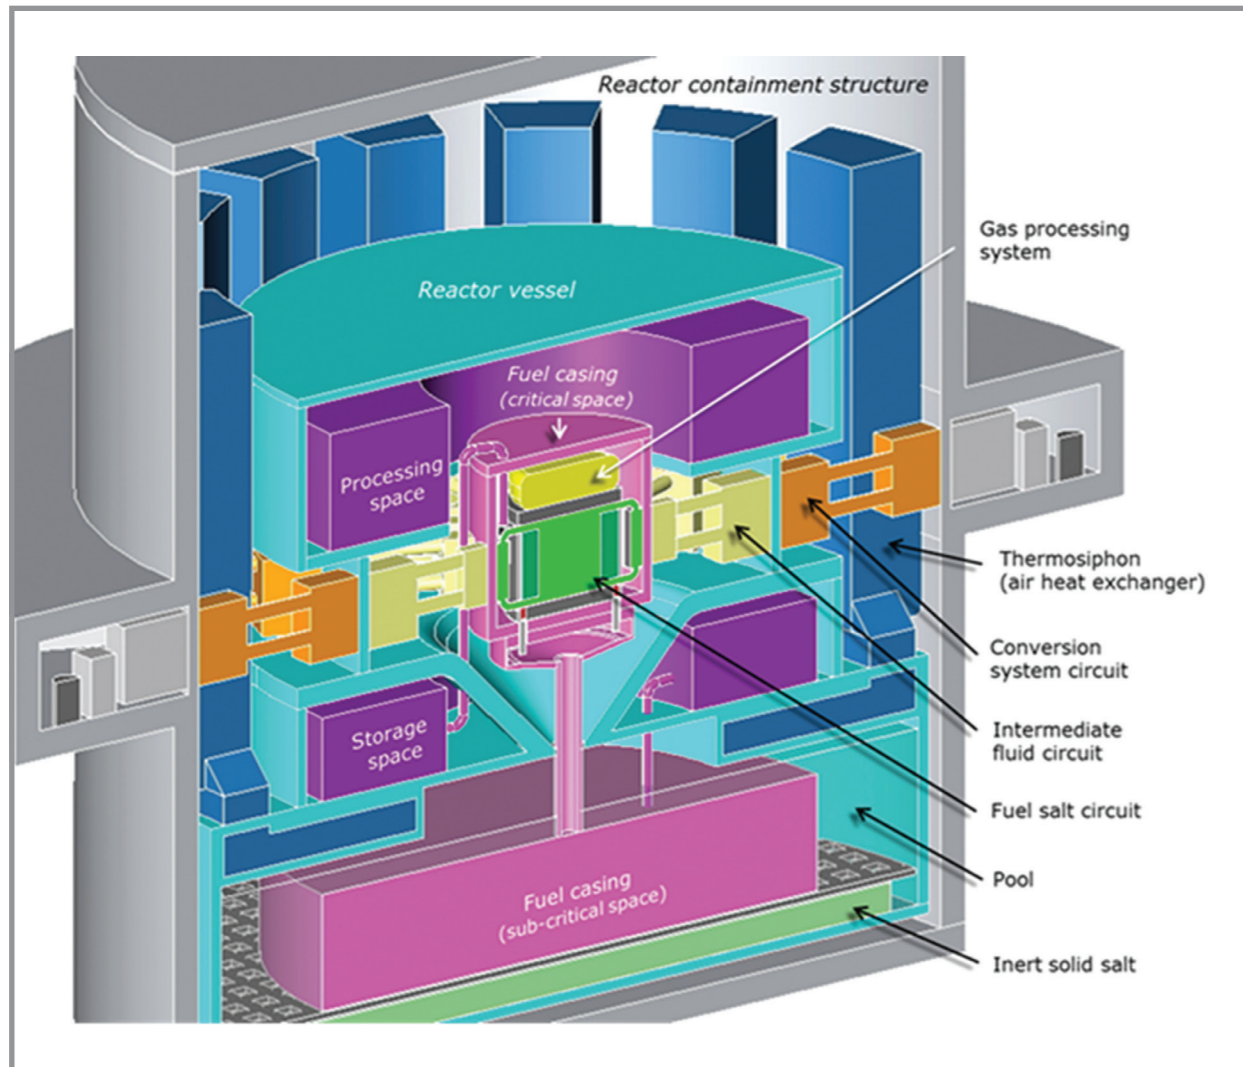 Reactor containment structure
Gas processing
system
Reactor vessel
Fuel casing
(critical space)
Processing
space
Thermosiphon
(air heat exchanger)
Conversion
system circuit
Storage
space
Intermediate
fluid circuit
Fuel salt circuit
Pool
Fuel casing
(sub-critical space)
Inert solid salt